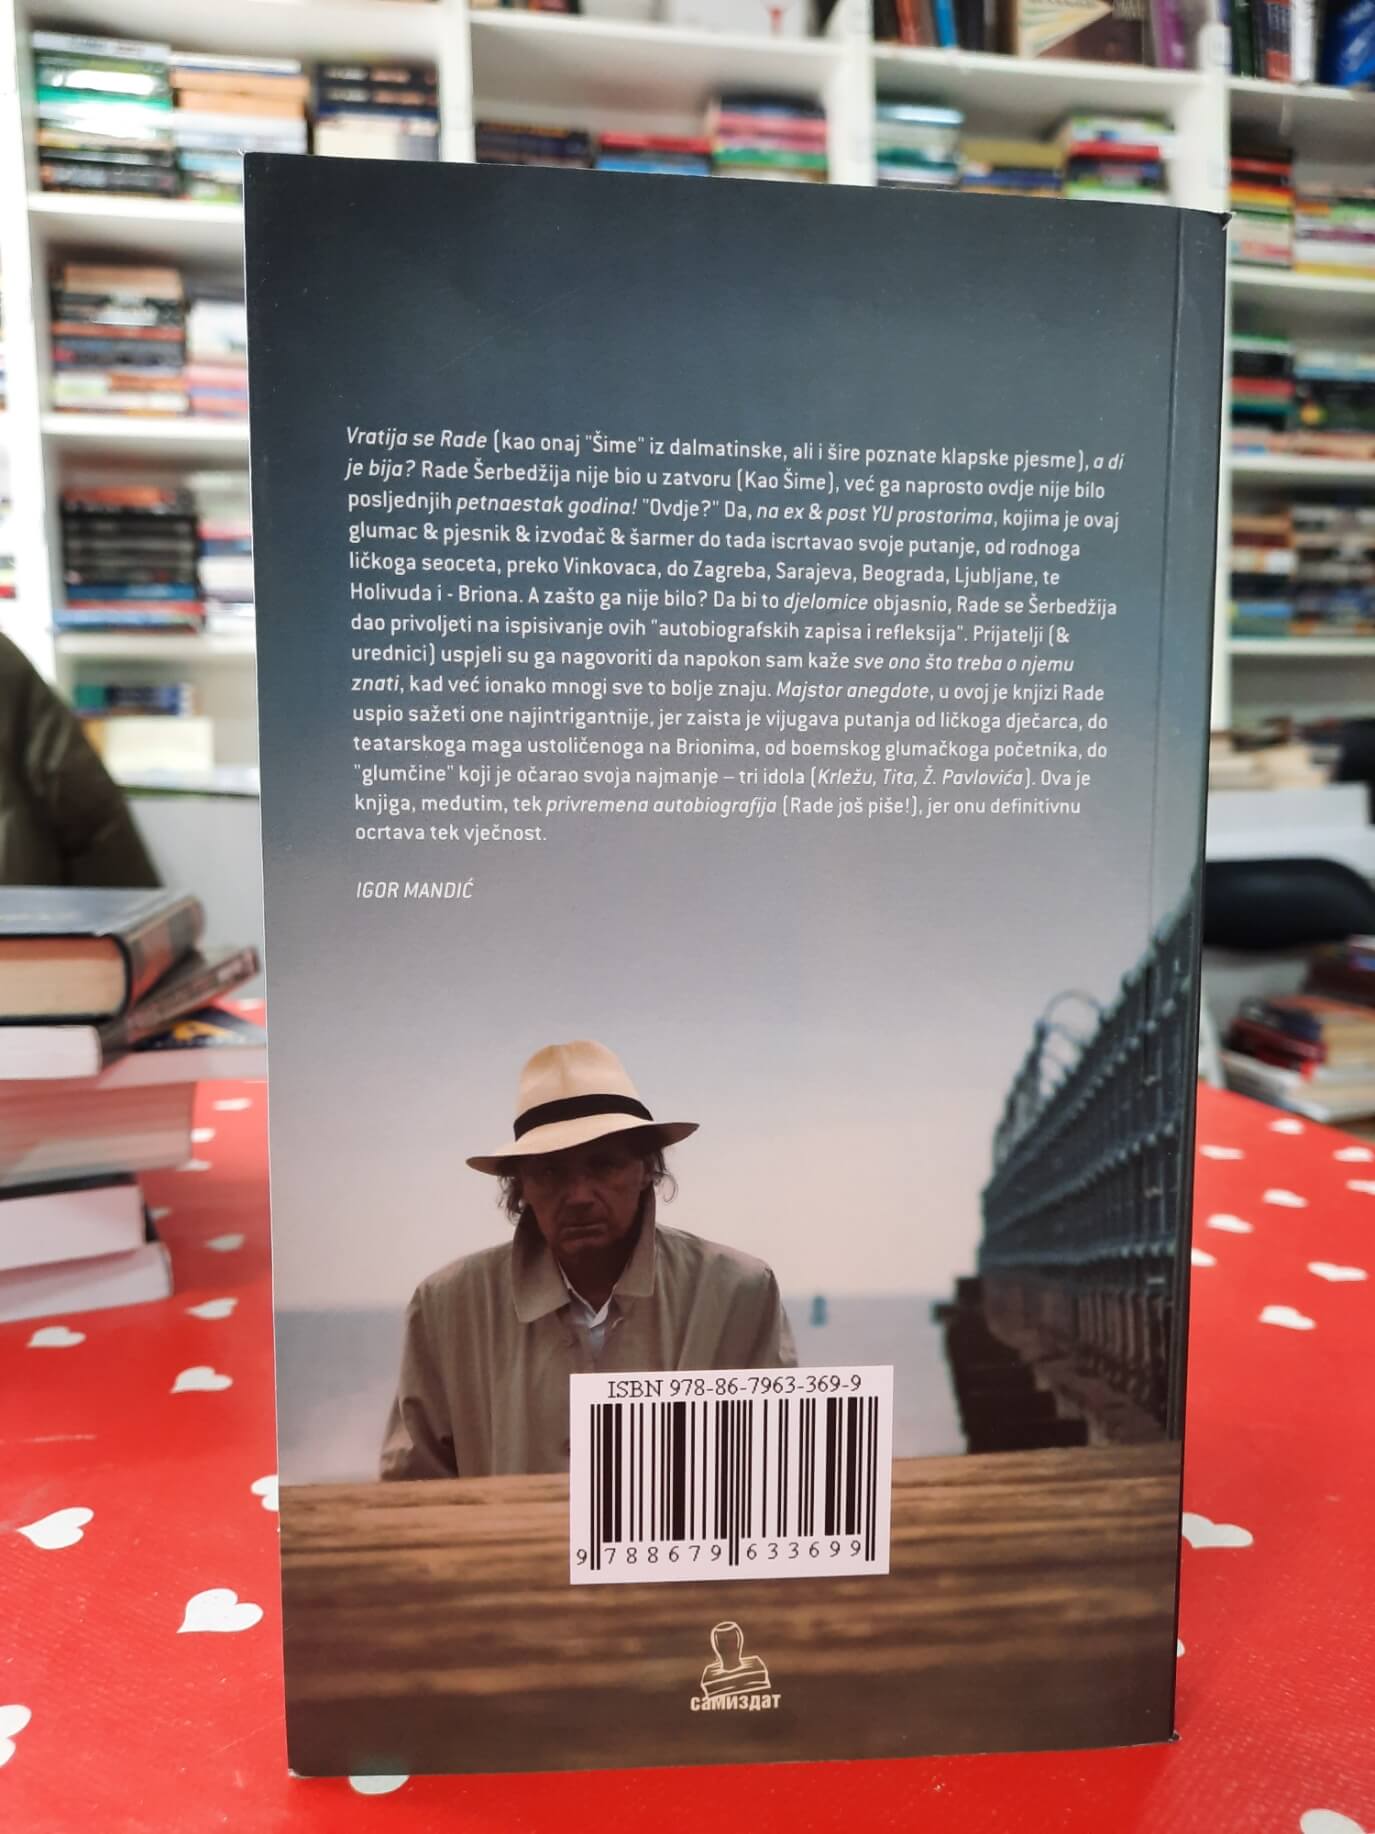 Vratija se Rade (kao onaj "Šime" iz dalmatinske, ali i šire poznate klapske pjesme), a di
je bija? Rade Šerbedžija nije bio u zatvoru (Kao Šime), već ga naprosto ovdje nije bilo
posljednjih petnaestak godina! "Ovdje?" Da, na ex & post YU prostorima, kojima je ovaj
glumac & pjesnik & izvođač & šarmer do tada iscrtavao svoje putanje, od rodnoga
ličkoga seoceta, preko Vinkovaca, do Zagreba, Sarajeva, Beograda, Ljubljane, te
Holivuda i - Briona. A zašto ga nije bilo? Da bi to djelomice objasnio, Rade se Šerbedžija
dao privoljeti na ispisivanje ovih "autobiografskih zapisa i refleksija". Prijatelji (&
urednici) uspjeli su ga nagovoriti da napokon sam kaže sve ono što treba o njemu
znati, kad već ionako mnogi sve to bolje znaju. Majstor anegdote, u ovoj je knjizi Rade
uspio sažeti one najintrigantnije, jer zaista je vijugava putanja od ličkoga dječarca, do
teatarskoga maga ustoličenoga na Brionima, od boemskog glumačkoga početnika, do
"glumčine" koji je očarao svoja najmanje – tri idola (Krležu, Tita, Ž. Pavlovića). Ova je
knjiga, međutim, tek privremena autobiografija (Rade još piše!), jer onu definitivnu
ocrtava tek vječnost.
IGOR MANDIĆ
ISBN 978-86-7963-369-9
9 788679 633699
самиздат